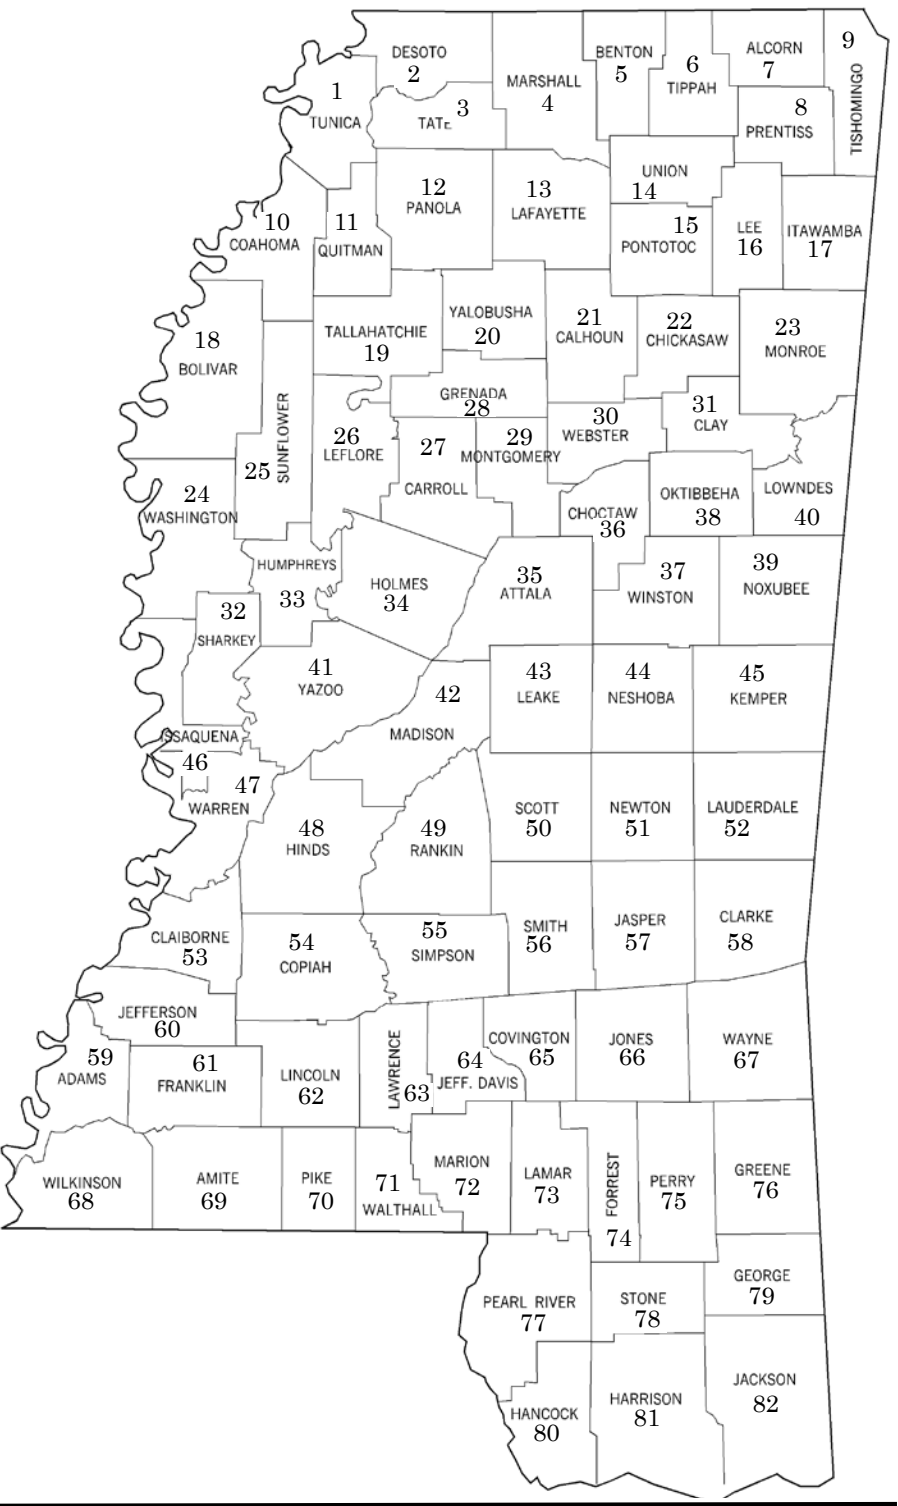 DESOTO
2
BENTON
5
6
TIPPAH
ALCORN
7
9
TISHOMINGO
1
TUNICA
3
TATE
MARSHALL
4
8
PRENTISS
UNION
14
12
PANOLA
13
LAFAYETTE
10
COAHOMA
11
QUITMAN
15
PONTOTOC
LEE
16
ITAWAMBA
17
18
BOLIVAR
TALLAHATCHIE
19
YALOBUSHA
20
21
CALHOUN
22
CHICKASAW
23
MONROE
GRENADA
28
SUNFLOWER
25
26
LEFLORE
27
CARROLL
29
MONTGOMERY
30
WEBSTER
31
CLAY
24
WASHINGTON
CHOCTAW
36
OKTIBBEHA
38
LOWNDES
40
HUMPHREYS
33
HOLMES
34
35
ATTALA
37
WINSTON
39
NOXUBEE
32
SHARKEY
41
YAZOO
42
MADISON
43
LEAKE
44
NESHOBA
45
KEMPER
ISSAQUENA
46
47
WARREN
48
HINDS
49
RANKIN
SCOTT
50
NEWTON
51
LAUDERDALE
52
CLAIBORNE
53
54
COPIAH
55
SIMPSON
SMITH
56
JASPER
57
CLARKE
58
JEFFERSON
60
59
ADAMS
61
FRANKLIN
LINCOLN
62
LAWRENCE
63
64
JEFF. DAVIS
COVINGTON
65
JONES
66
WAYNE
67
WILKINSON
68
AMITE
69
PIKE
70
71
WALTHALL
MARION
72
LAMAR
73
FORREST
74
PERRY
75
GREENE
76
PEARL RIVER
77
STONE
78
GEORGE
79
HANCOCK
80
HARRISON
81
JACKSON
82